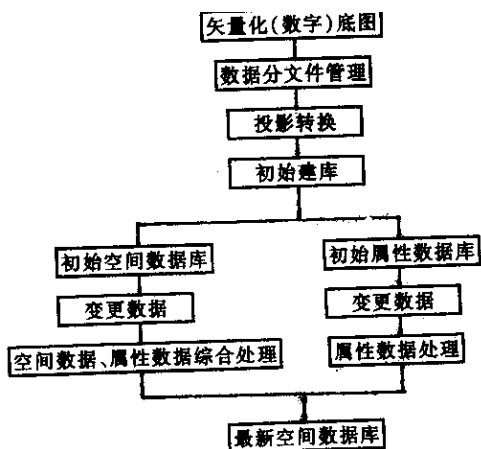 矢量化(数字)底图
数据分文件管理
投影转换
初始建库
初始空间数据库
初始属性数据库
变更数据
变更数据
空间数据、属性数据综合处理
属性数据处理
最新空间数据库